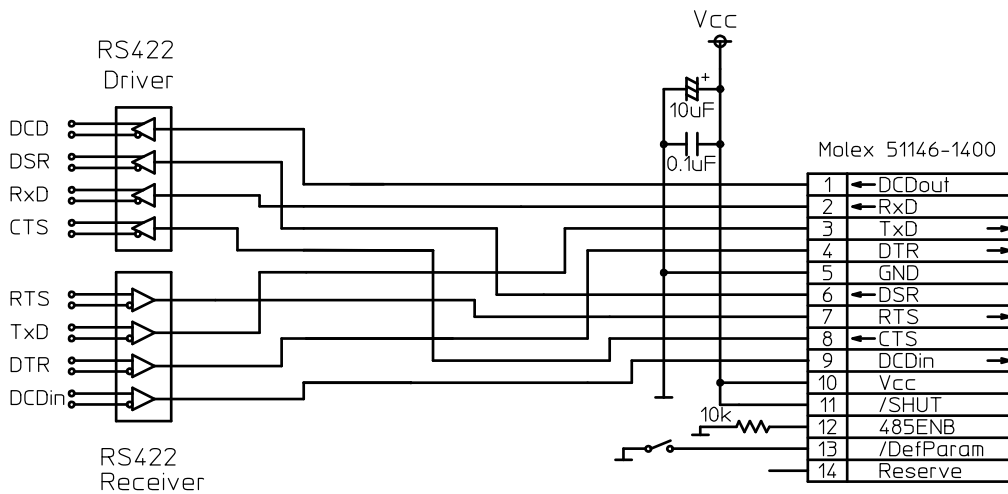 Vcc
RS422
Driver
+
10uF
0.1uF
DCD
DSR
RxD
CTS
Molex 51146-1400
1 DCDout
2 RxD
3 TxD
4 DTR
5 GND
6 DSR
7 RTS
8 CTS
9 DCDin
10 Vcc
11 /SHUT
12 485ENB
13 /DefParam
14 Reserve
RTS
TxD
DTR
DCDin
10k
RS422
Receiver